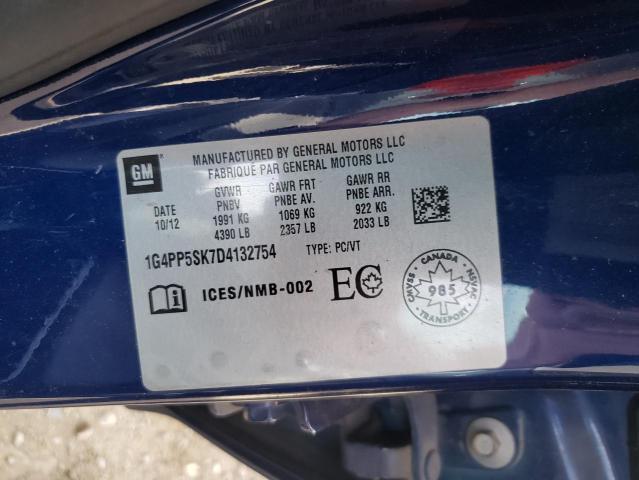 GM
MANUFACTURED BY GENERAL MOTORS LLC
FABRIQUE PAR GENERAL MOTORS LLC
DATE
10/12
GVWR
PNBV
1991 KG
4390 LB
GAWR FRT
PNBE AV.
1069 KG
2357 LB
GAWR RR
PNBE ARR.
922 KG
2033 LB
1G4PP5SK7D4132754 TYPE: PC/VT
ICES/NMB-002 EC
CANADA
CMVSS 985 NSVAC
TRANSPORT